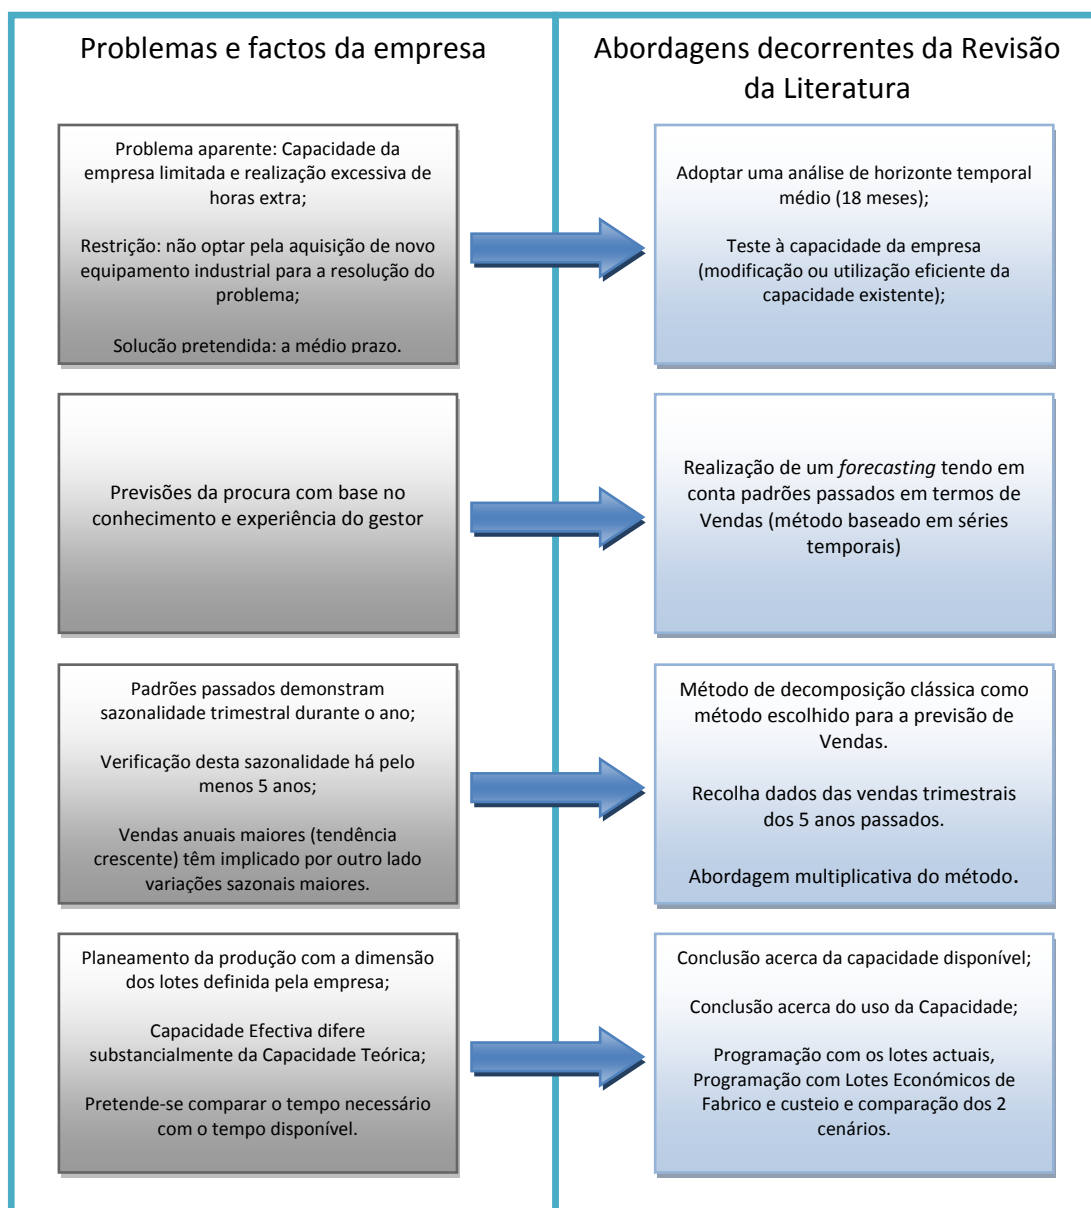 Problemas e factos da empresa
Abordagens decorrentes da Revisão
da Literatura
Problema aparente: Capacidade da
empresa limitada e realização excessiva de
horas extra;
Restrição: não optar pela aquisição de novo
equipamento industrial para a resolução do
problema;
Solução pretendida: a médio prazo.
Adoptar uma análise de horizonte temporal
médio (18 meses);
Teste à capacidade da empresa
(modificação ou utilização eficiente da
capacidade existente);
Previsões da procura com base no
conhecimento e experiência do gestor
Realização de um forecasting tendo em
conta padrões passados em termos de
Vendas (método baseado em séries
temporais)
Padrões passados demonstram
sazonalidade trimestral durante o ano;
Verificação desta sazonalidade há pelo
menos 5 anos;
Vendas anuais maiores (tendência
crescente) têm implicado por outro lado
variações sazonais maiores.
Método de decomposição clássica como
método escolhido para a previsão de
Vendas.
Recolha dados das vendas trimestrais
dos 5 anos passados.
Abordagem multiplicativa do método.
Planeamento da produção com a dimensão
dos lotes definida pela empresa;
Capacidade Efectiva difere
substancialmente da Capacidade Teórica;
Pretende-se comparar o tempo necessário
com o tempo disponível.
Conclusão acerca da capacidade disponível;
Conclusão acerca do uso da Capacidade;
Programação com os lotes actuais,
Programação com Lotes Económicos de
Fabrico e custeio e comparação dos 2
cenários.